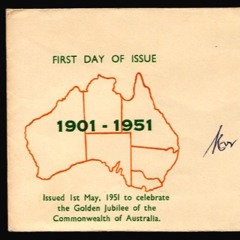 FIRST DAY OF ISSUE
1901 - 1951
Issued 1st May, 1951 to celebrate
the Golden Jubilee of the
Commonwealth of Australia.